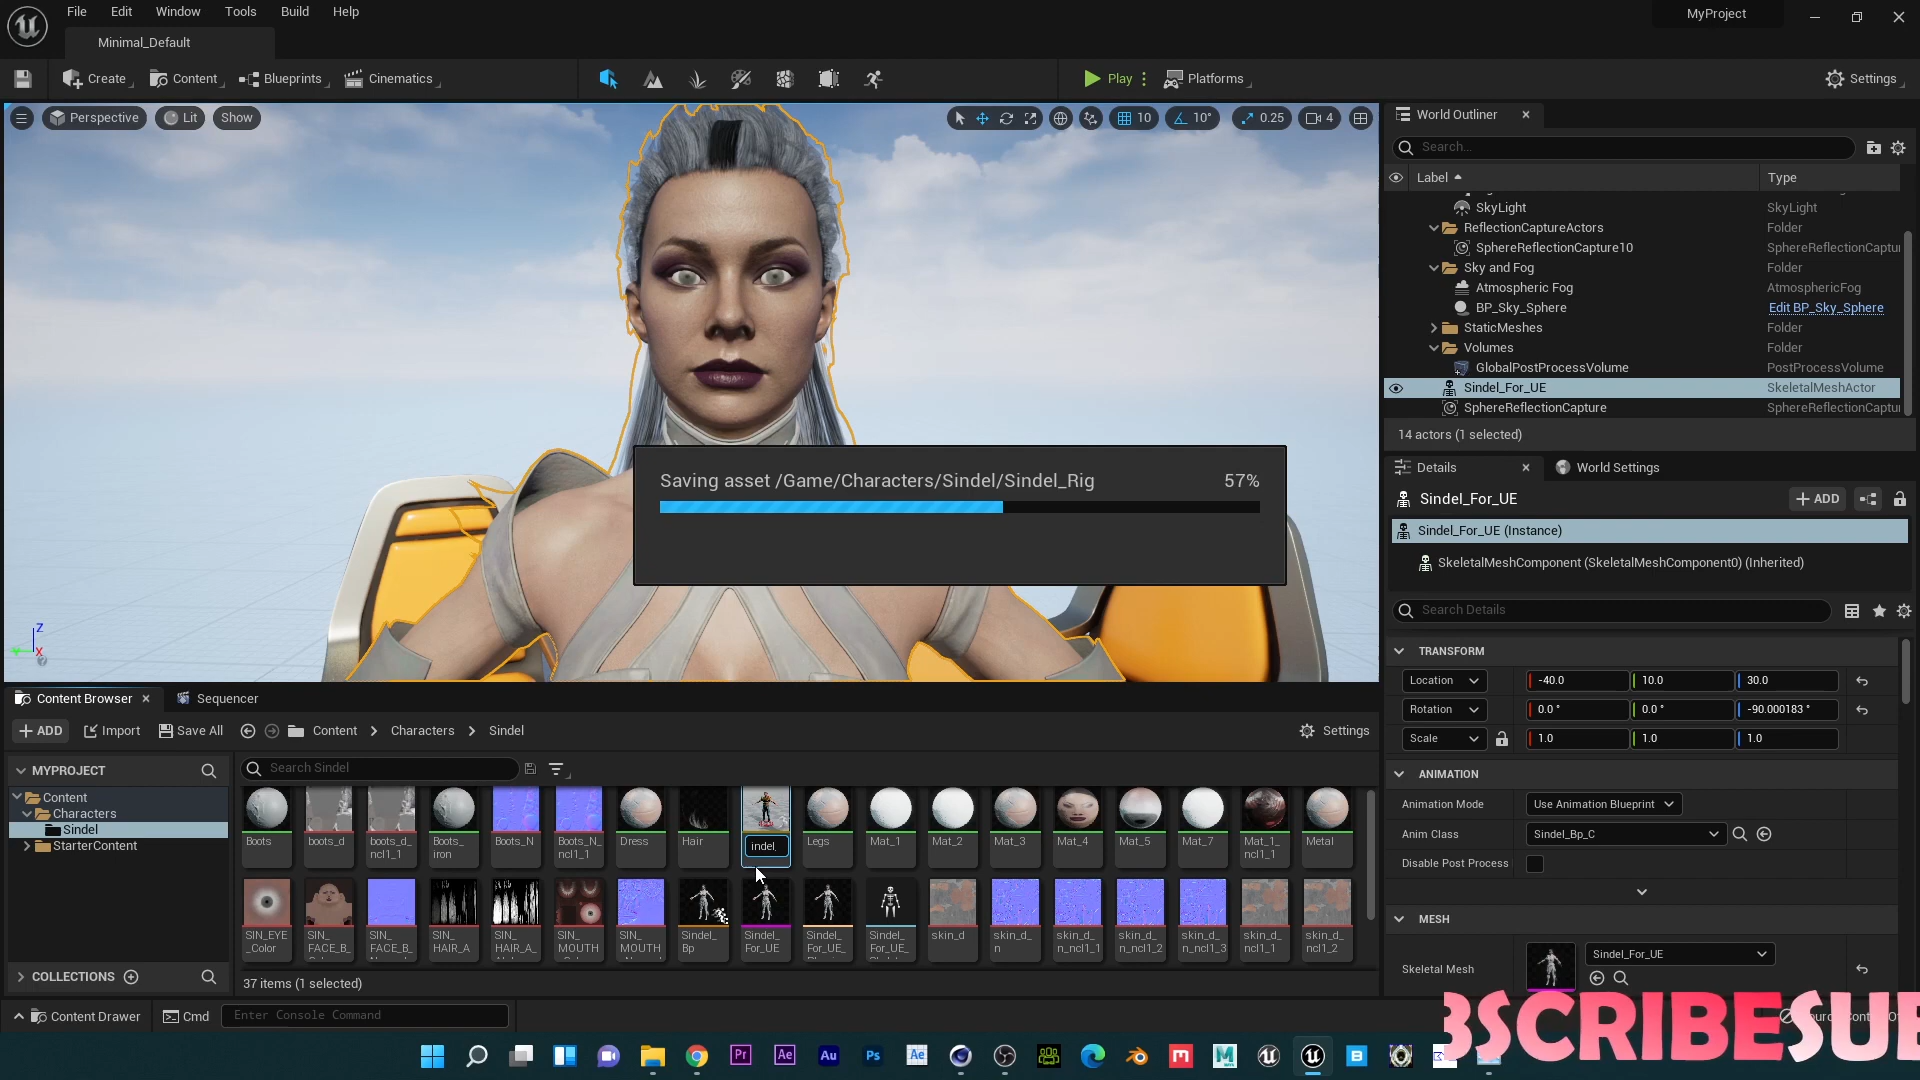 File Edit Window Tools Build Help
MyProject
Minimal_Default
Create Content Blueprints Cinematics Play Platforms Settings
Perspective Lit Show 10 10° 0.25 4
World Outliner
Search...
Label Type
SkyLight SkyLight
ReflectionCaptureActors Folder
SphereReflectionCapture10 SphereReflectionCaptu
Sky and Fog Folder
Atmospheric Fog AtmosphericFog
BP_Sky_Sphere Edit BP_Sky_Sphere
StaticMeshes Folder
Volumes Folder
GlobalPostProcessVolume PostProcessVolume
Sindel_For_UE SkeletalMeshActor
SphereReflectionCapture SphereReflectionCaptu
14 actors (1 selected)
Saving asset /Game/Characters/Sindel/Sindel_Rig 57%
Z
X
Details World Settings
Sindel_For_UE ADD
Sindel_For_UE (Instance)
SkeletalMeshComponent (SkeletalMeshComponent0) (Inherited)
Search Details
TRANSFORM
Location -40.0 10.0 30.0
Rotation 0.0 ° 0.0 ° -90.000183 °
Scale 1.0 1.0 1.0
ANIMATION
Animation Mode Use Animation Blueprint
Anim Class Sindel_Bp_C
Disable Post Process
MESH
Skeletal Mesh Sindel_For_UE
Content Browser Sequencer
ADD Import Save All Content Characters Sindel Settings
MYPROJECT
Search Sindel
Content
Characters
Sindel
StarterContent
COLLECTIONS
Boots boots_d boots_d_ Boots_ Boots_N Boots_N_ Dress Hair indel_ Legs Mat_1 Mat_2 Mat_3 Mat_4 Mat_5 Mat_7 Mat_1_ Metal
ncl1_1 iron ncl1_1 ncl1_1
SIN_EYE SIN_ SIN_ SIN_ SIN_ SIN_ SIN_ Sindel_ Sindel_ Sindel_ Sindel_ skin_d skin_d_ skin_d_ skin_d_ skin_d_ skin_d_ skin_d_
_Color FACE_B_ FACE_B_ HAIR_A HAIR_A_ MOUTH MOUTH Bp For_UE For_UE_ For_UE_ n n_ncl1_1 n_ncl1_2 n_ncl1_3 ncl1_1 ncl1_2
37 items (1 selected)
Content Drawer Cmd Enter Console Command
BSCRIBESUB
Pr Ae Au Ps Ae